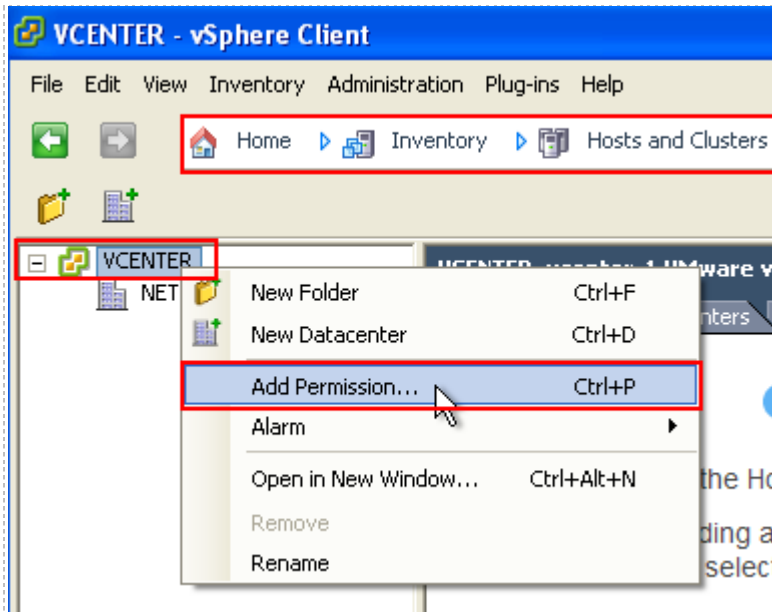 VCENTER - vSphere Client
File Edit View Inventory Administration Plug-ins Help
Home Inventory Hosts and Clusters
VCENTER
NET
New Folder Ctrl+F
New Datacenter Ctrl+D
Add Permission... Ctrl+P
Alarm
Open in New Window... Ctrl+Alt+N
Remove
Rename
nters
the Ho
ding a
selec